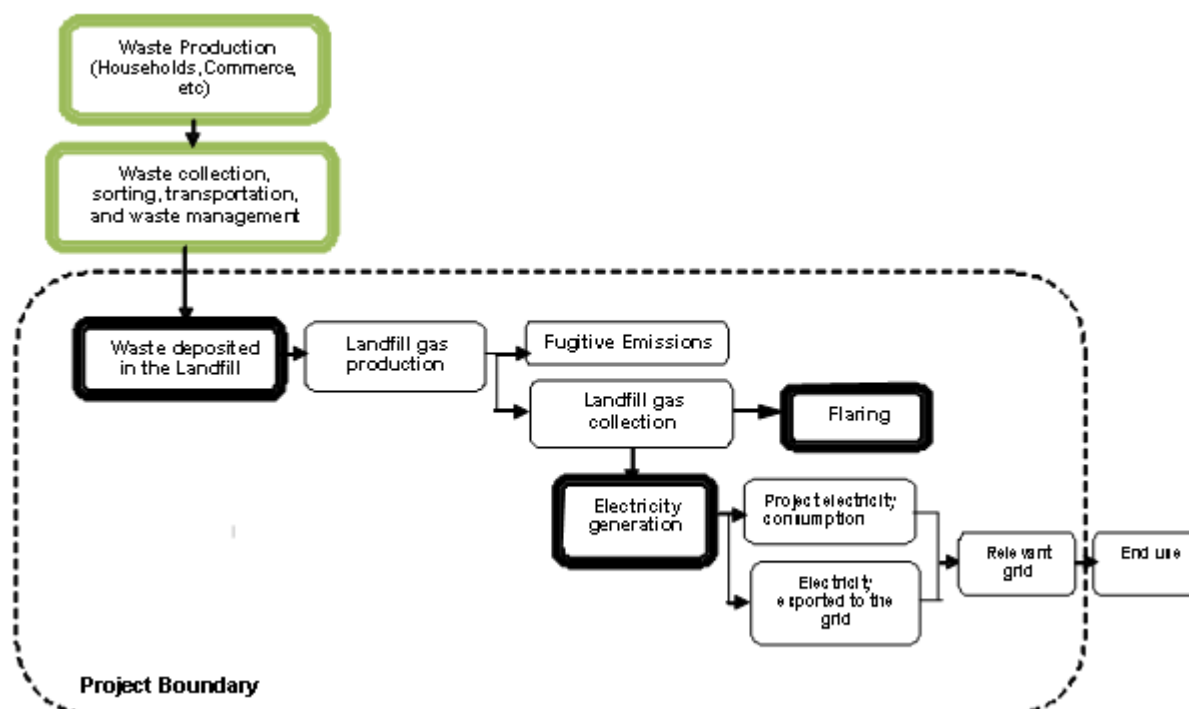 Waste Production
(Households, Commerce,
etc)
Waste collection,
sorting, transportation,
and waste management
Waste deposited
in the Landfill
Landfill gas
production
Fugitive Emissions
Landfill gas
collection
Flaring
Electricity
generation
Project electricity
consumption
Electricity
exported to the
grid
Relevant
grid
End use
Project Boundary